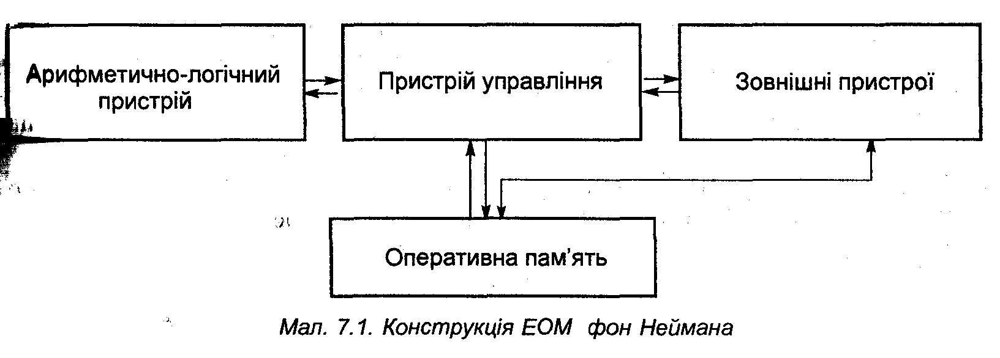 Арифметично-логічний
пристрій
Пристрій управління
Зовнішні пристрої
Оперативна пам'ять
Мал. 7.1. Конструкція ЕОМ фон Неймана